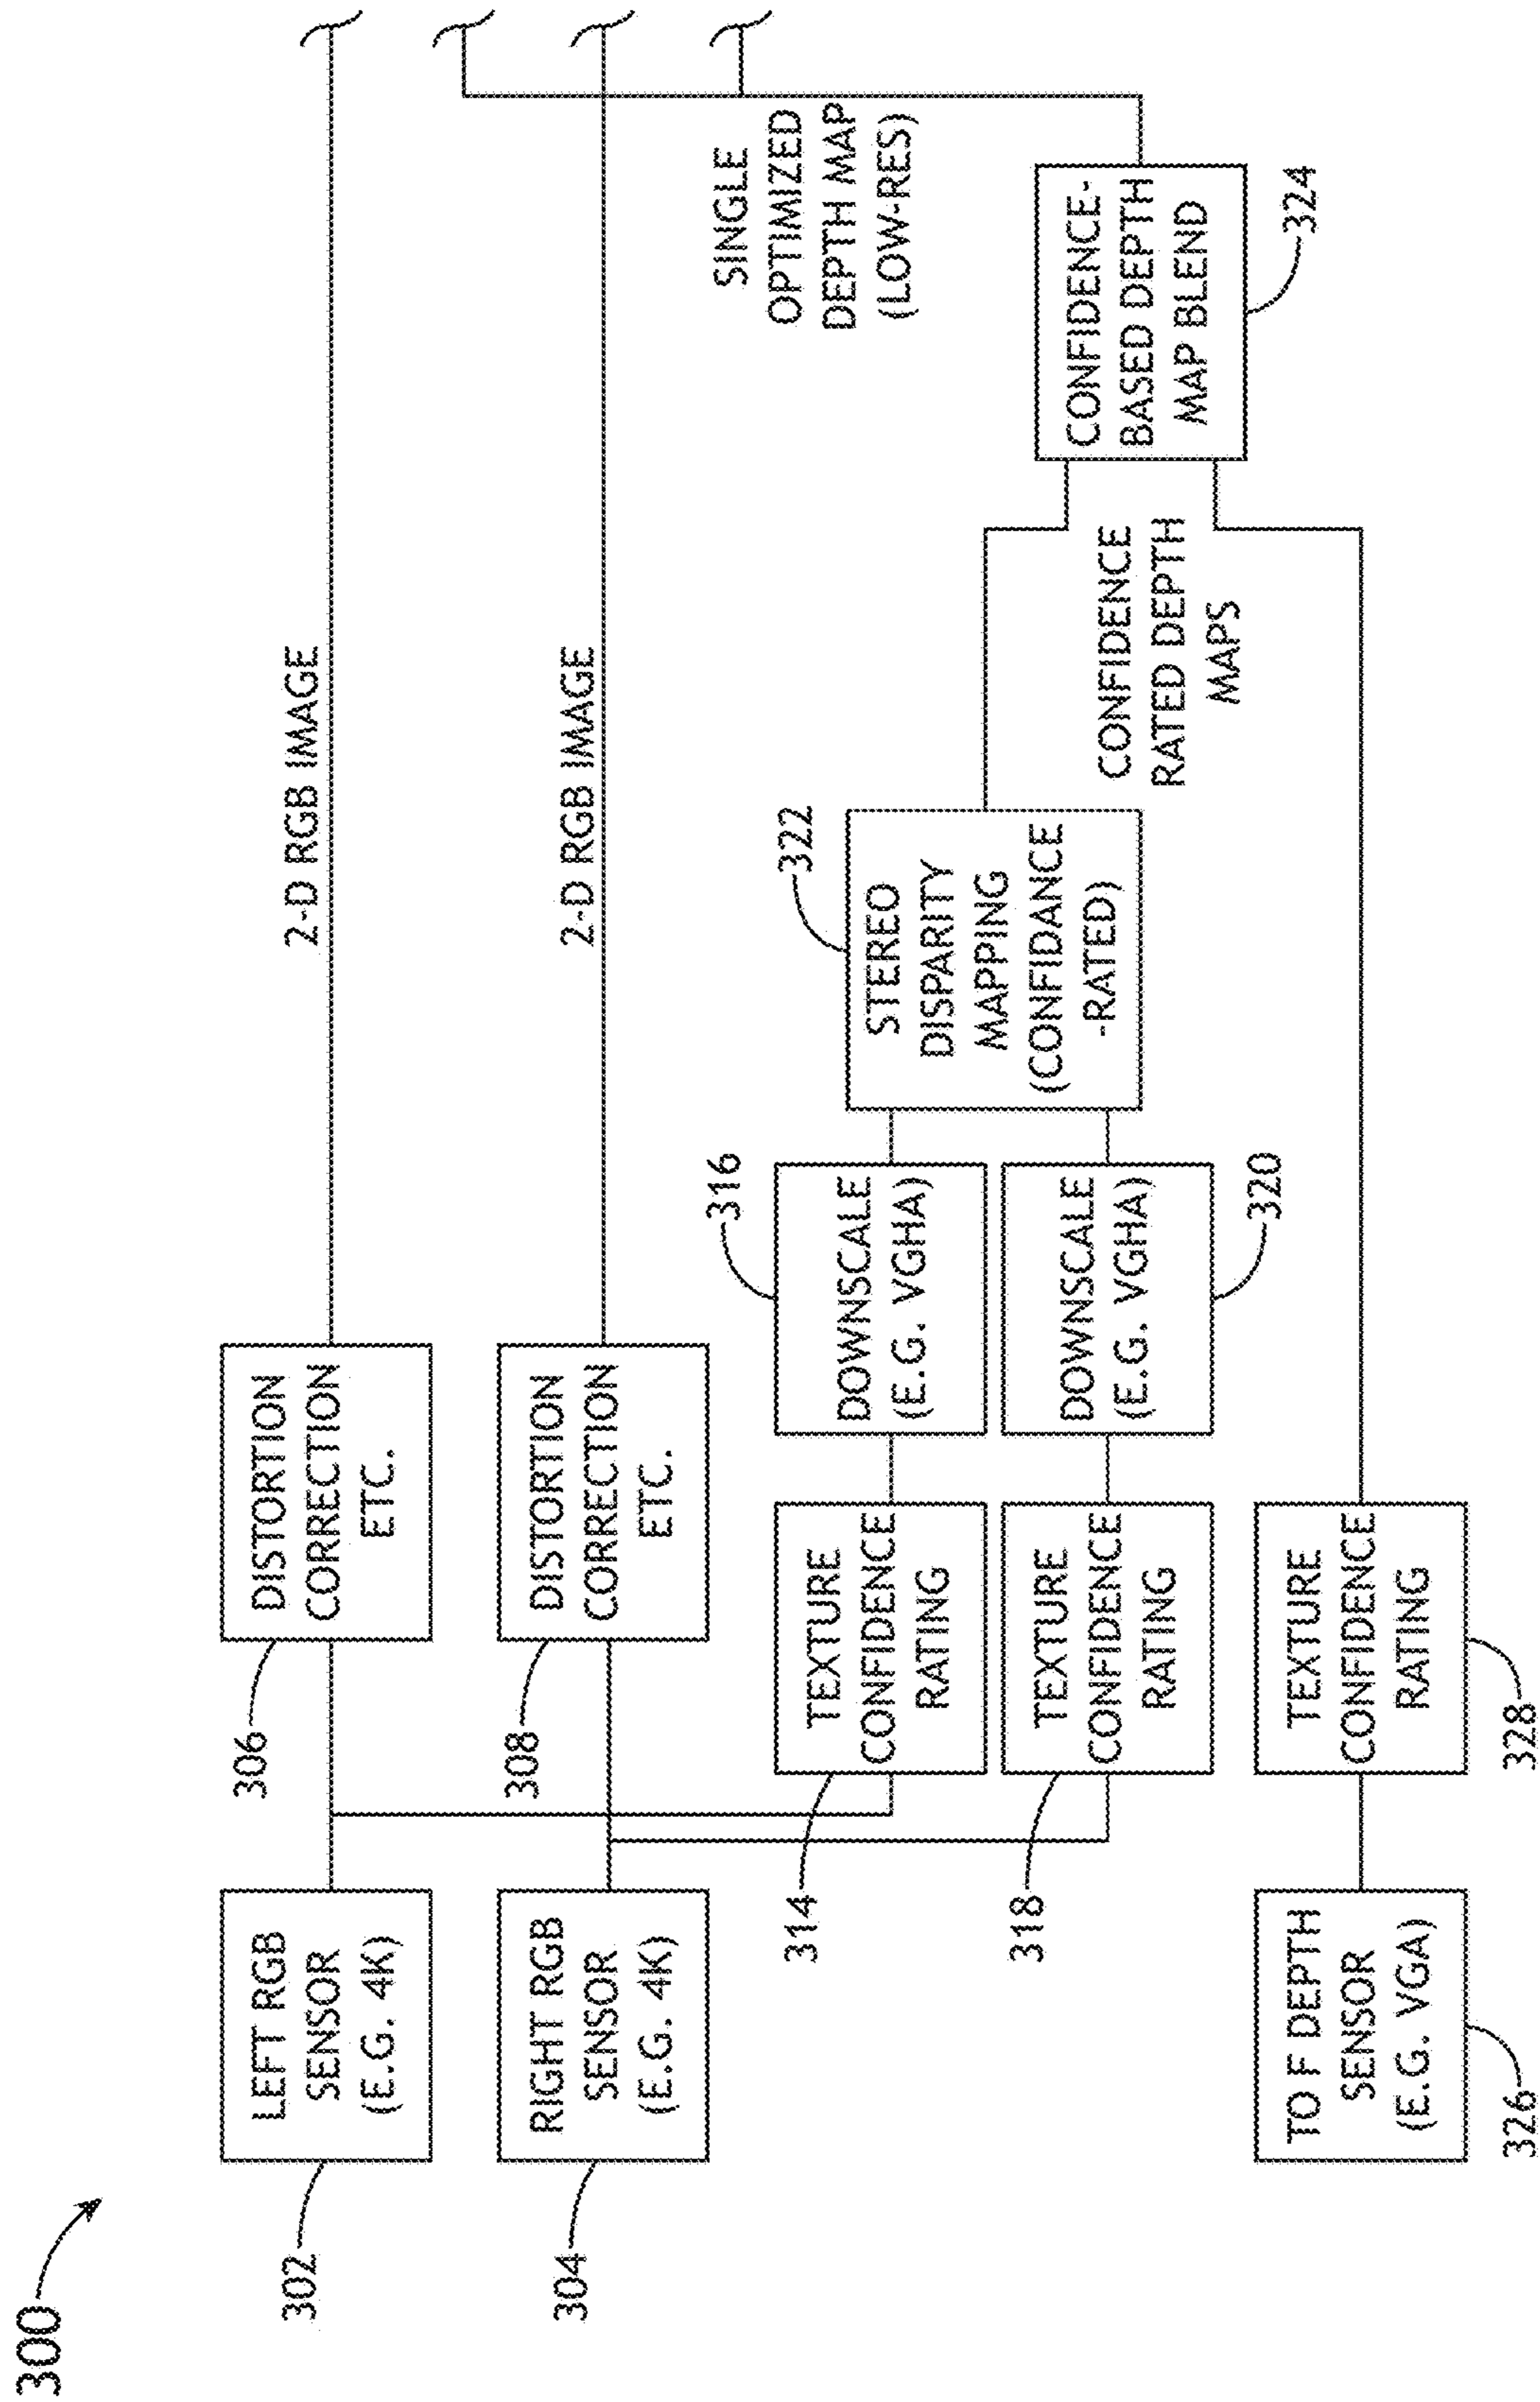 300
302
LEFT RGB
SENSOR
(E.G. 4K)
306
DISTORTION
CORRECTION
ETC.
2-D RGB IMAGE
304
RIGHT RGB
SENSOR
(E.G. 4K)
308
DISTORTION
CORRECTION
ETC.
2-D RGB IMAGE
314
TEXTURE
CONFIDENCE
RATING
316
DOWNSCALE
(E.G. VGHA)
318
TEXTURE
CONFIDENCE
RATING
DOWNSCALE
(E.G. VGHA)
320
322
STEREO
DISPARITY
MAPPING
(CONFIDANCE
-RATED)
SINGLE
OPTIMIZED
DEPTH MAP
(LOW-RES)
CONFIDENCE
RATED DEPTH
MAPS
CONFIDENCE-
BASED DEPTH
MAP BLEND
324
TO F DEPTH
SENSOR
(E.G. VGA)
326
TEXTURE
CONFIDENCE
RATING
328